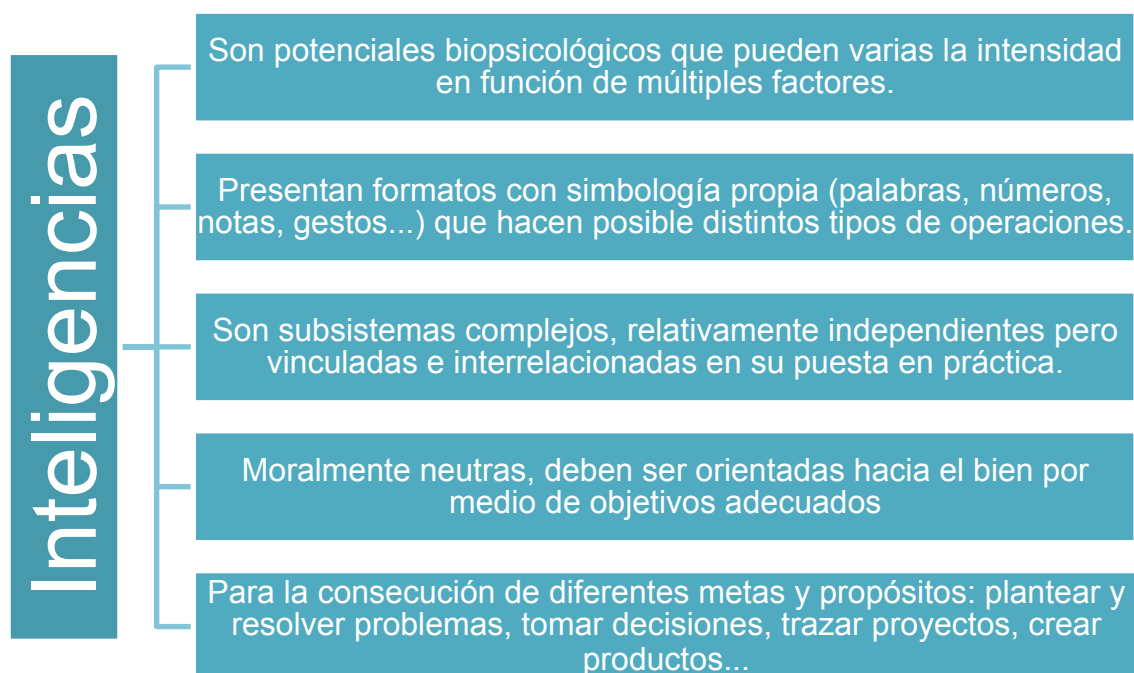 Inteligencias
Son potenciales biopsicológicos que pueden varias la intensidad
en función de múltiples factores.
Presentan formatos con simbología propia (palabras, números,
notas, gestos...) que hacen posible distintos tipos de operaciones.
Son subsistemas complejos, relativamente independientes pero
vinculadas e interrelacionadas en su puesta en práctica.
Moralmente neutras, deben ser orientadas hacia el bien por
medio de objetivos adecuados
Para la consecución de diferentes metas y propósitos: plantear y
resolver problemas, tomar decisiones, trazar proyectos, crear
productos...